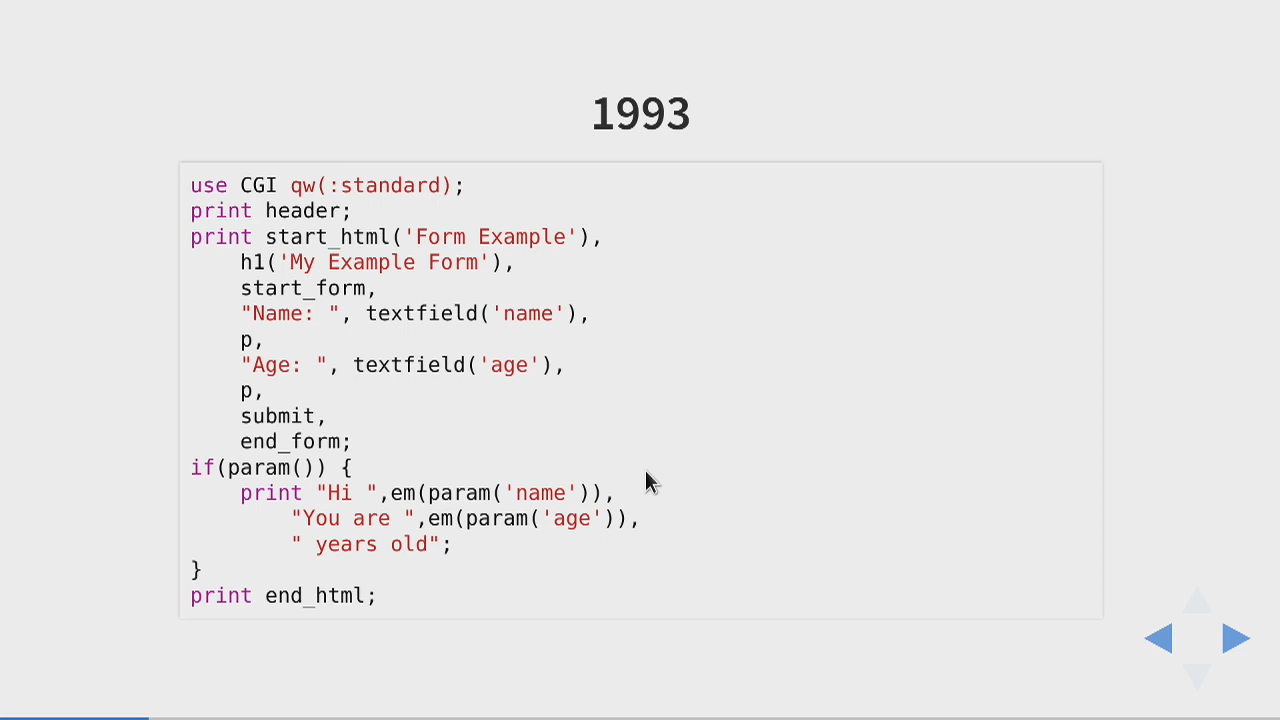 1993
use CGI qw(:standard);
print header;
print start_html('Form Example'),
    h1('My Example Form'),
    start_form,
    "Name: ", textfield('name'),
    p,
    "Age: ", textfield('age'),
    p,
    submit,
    end_form;
if(param()) {
    print "Hi ",em(param('name')),
        "You are ",em(param('age')),
        " years old";
}
print end_html;